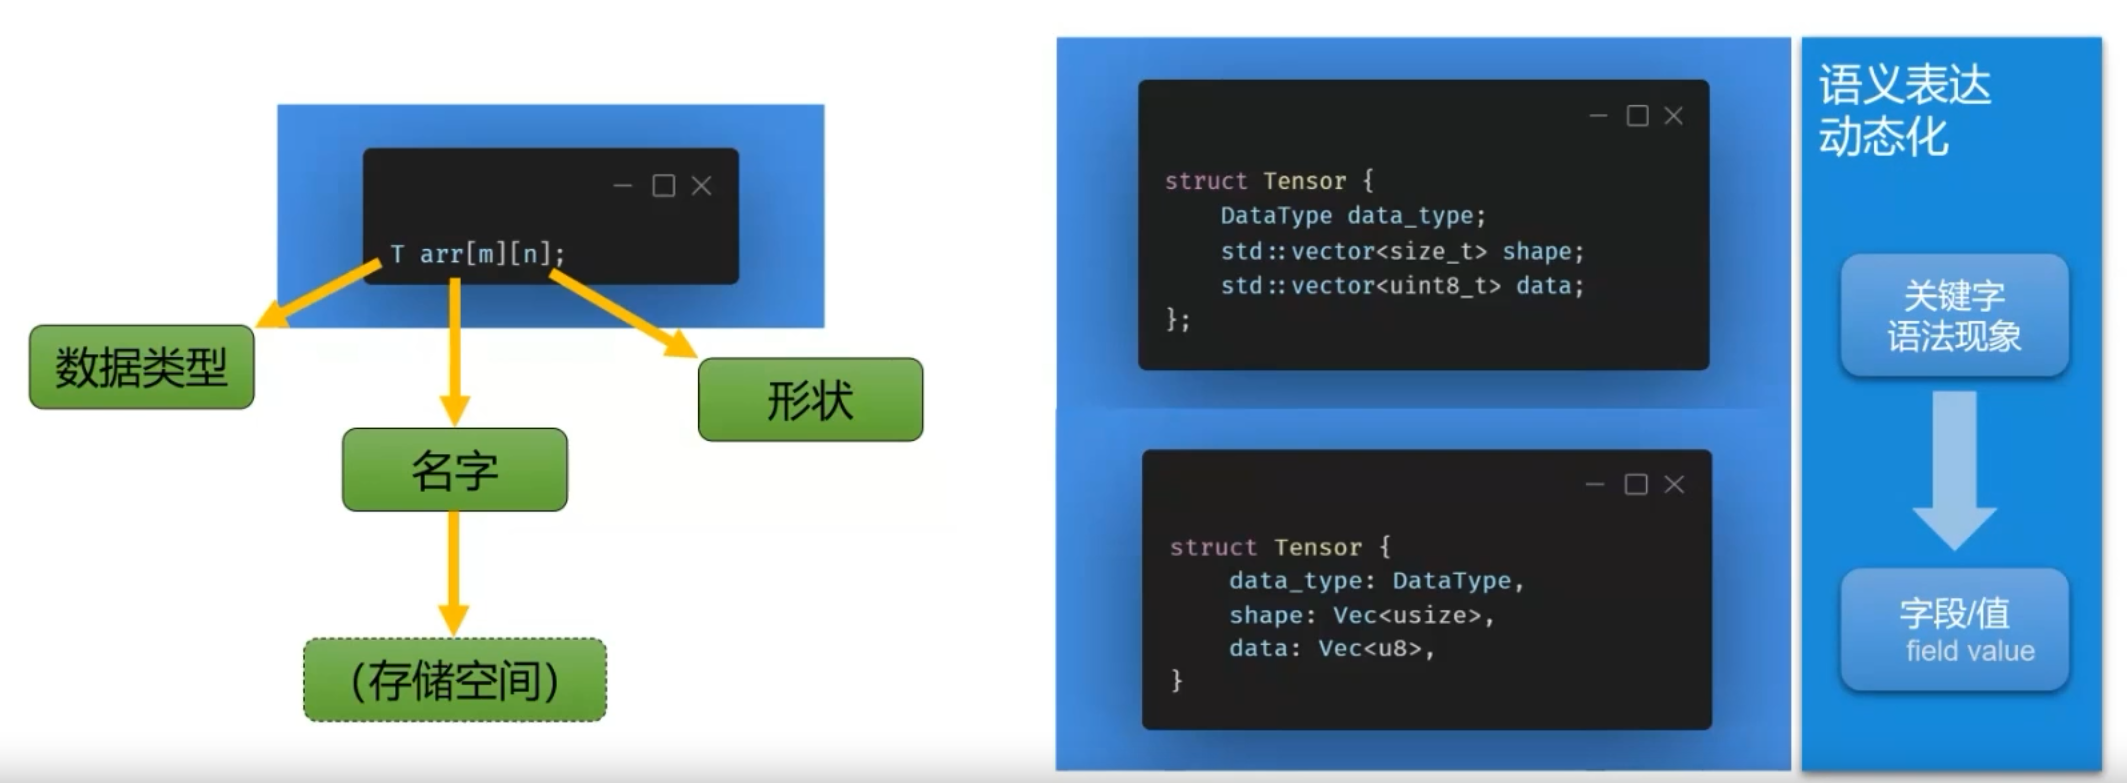 T arr[m][n];
数据类型
形状
名字
（存储空间）
struct Tensor {
    DataType data_type;
    std::vector<size_t> shape;
    std::vector<uint8_t> data;
};
struct Tensor {
    data_type: DataType,
    shape: Vec<usize>,
    data: Vec<u8>,
}
语义表达
动态化
关键字
语法现象
字段/值
field value